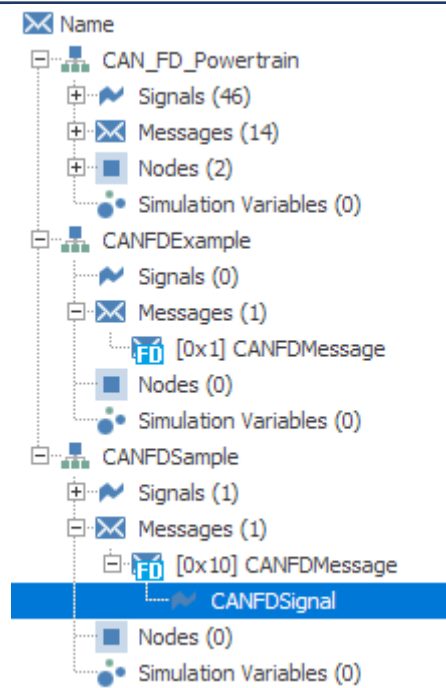 Name
CAN_FD_Powertrain
Signals (46)
Messages (14)
Nodes (2)
Simulation Variables (0)
CANFDExample
Signals (0)
Messages (1)
FD [0x1] CANFDMessage
Nodes (0)
Simulation Variables (0)
CANFDSample
Signals (1)
Messages (1)
FD [0x10] CANFDMessage
CANFDSignal
Nodes (0)
Simulation Variables (0)